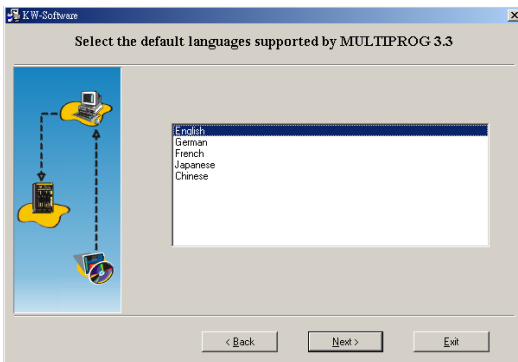 KW-Software
Select the default languages supported by MULTIPROG 3.3
English
German
French
Japanese
Chinese
< Back
Next >
Exit